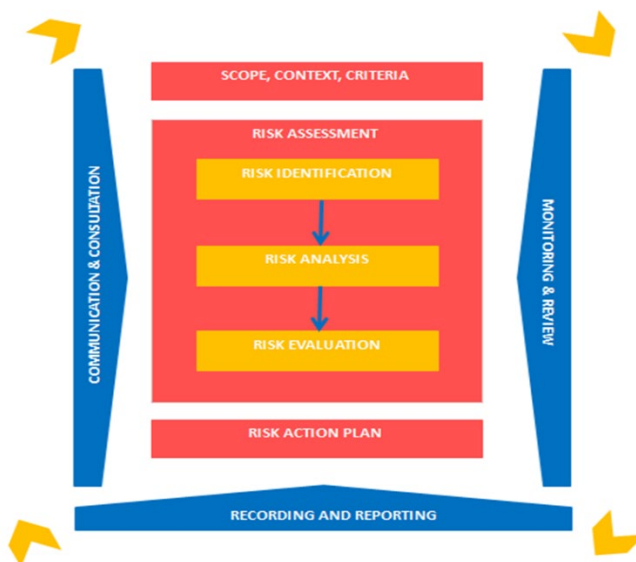 SCOPE, CONTEXT, CRITERIA
RISK ASSESSMENT
RISK IDENTIFICATION
RISK ANALYSIS
RISK EVALUATION
RISK ACTION PLAN
COMMUNICATION & CONSULTATION
MONITORING & REVIEW
RECORDING AND REPORTING